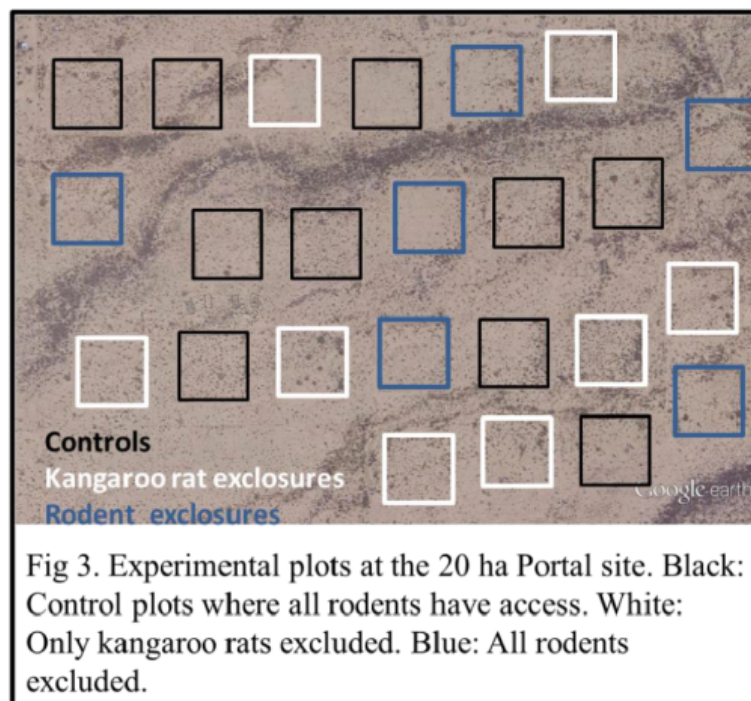 Controls
Kangaroo rat exclosures
Rodent exclosures
Google earth
Fig 3. Experimental plots at the 20 ha Portal site. Black:
Control plots where all rodents have access. White:
Only kangaroo rats excluded. Blue: All rodents
excluded.